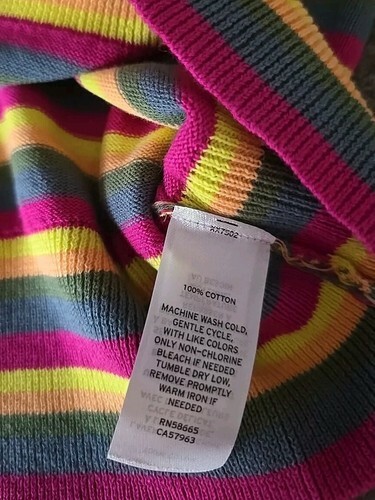 XX7502
100% COTTON
MACHINE WASH COLD,
GENTLE CYCLE,
WITH LIKE COLORS
ONLY NON-CHLORINE
BLEACH IF NEEDED
TUMBLE DRY LOW,
REMOVE PROMPTLY
WARM IRON IF
NEEDED
RN58665
CA57963